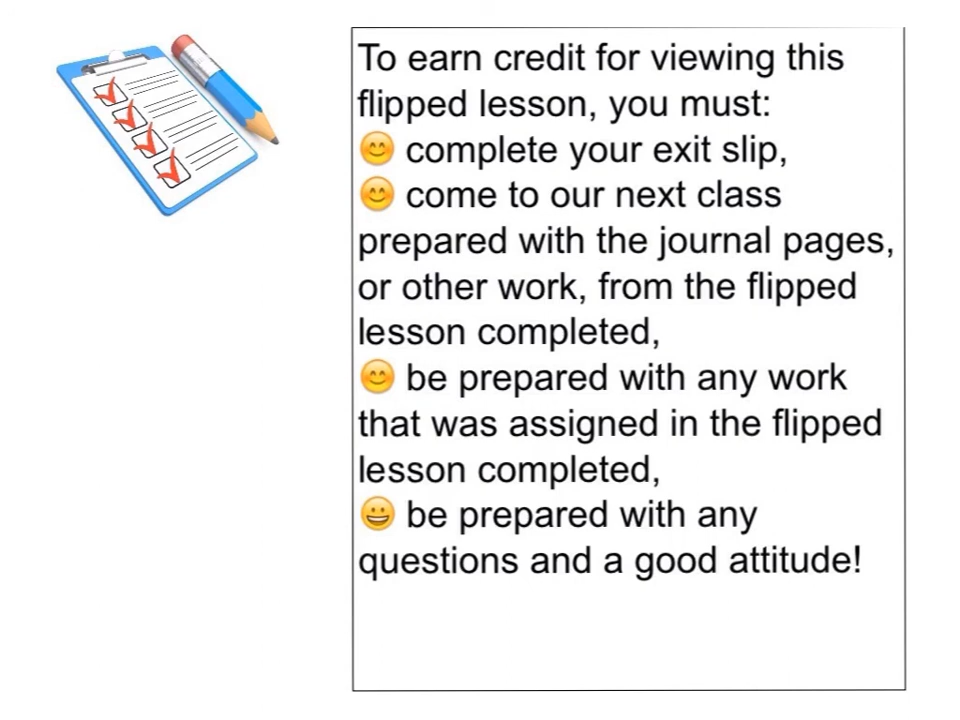 To earn credit for viewing this
flipped lesson, you must:
😊 complete your exit slip,
😊 come to our next class
prepared with the journal pages,
or other work, from the flipped
lesson completed,
😊 be prepared with any work
that was assigned in the flipped
lesson completed,
😀 be prepared with any
questions and a good attitude!